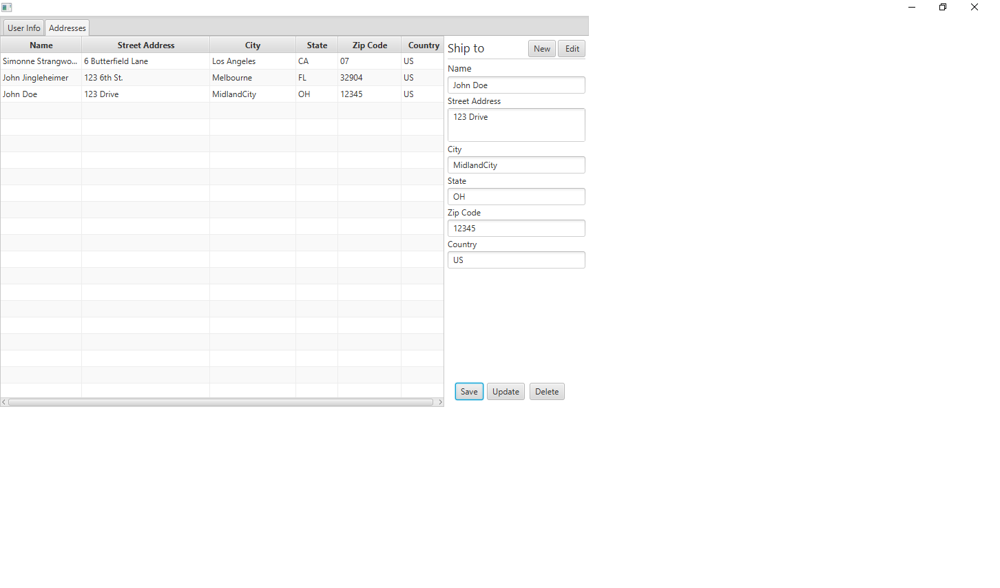 User Info Addresses
Name Street Address City State Zip Code Country
Simonne Strangwo... 6 Butterfield Lane Los Angeles CA 07 US
John Jingleheimer 123 6th St. Melbourne FL 32904 US
John Doe 123 Drive MidlandCity OH 12345 US
Ship to New Edit
Name
John Doe
Street Address
123 Drive
City
MidlandCity
State
OH
Zip Code
12345
Country
US
Save Update Delete